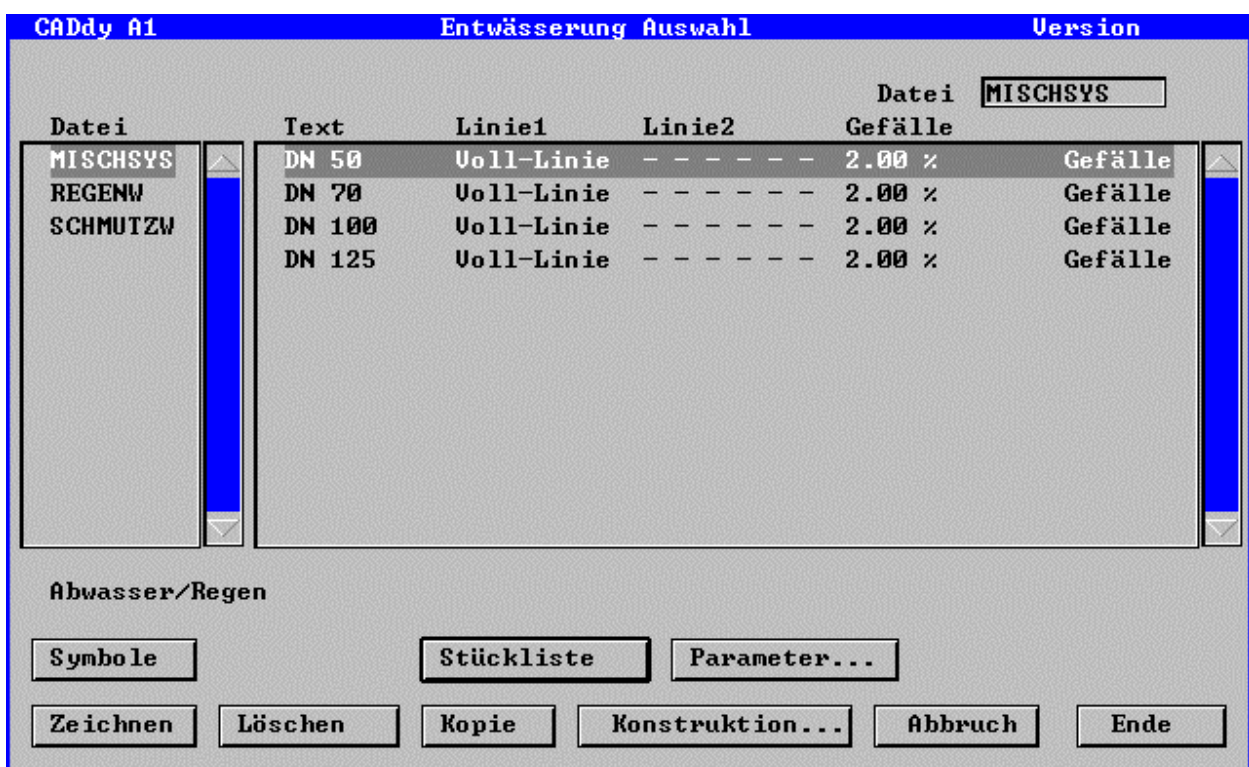 CADdy A1 Entwässerung Auswahl Version
Datei MISCHSYS
Datei Text Linie1 Linie2 Gefälle
MISCHSYS DN 50 Voll-Linie - - - - - - 2.00 % Gefälle
REGENW DN 70 Voll-Linie - - - - - - 2.00 % Gefälle
SCHMUTZW DN 100 Voll-Linie - - - - - - 2.00 % Gefälle
DN 125 Voll-Linie - - - - - - 2.00 % Gefälle
Abwasser/Regen
Symbole Stückliste Parameter...
Zeichnen Löschen Kopie Konstruktion... Abbruch Ende